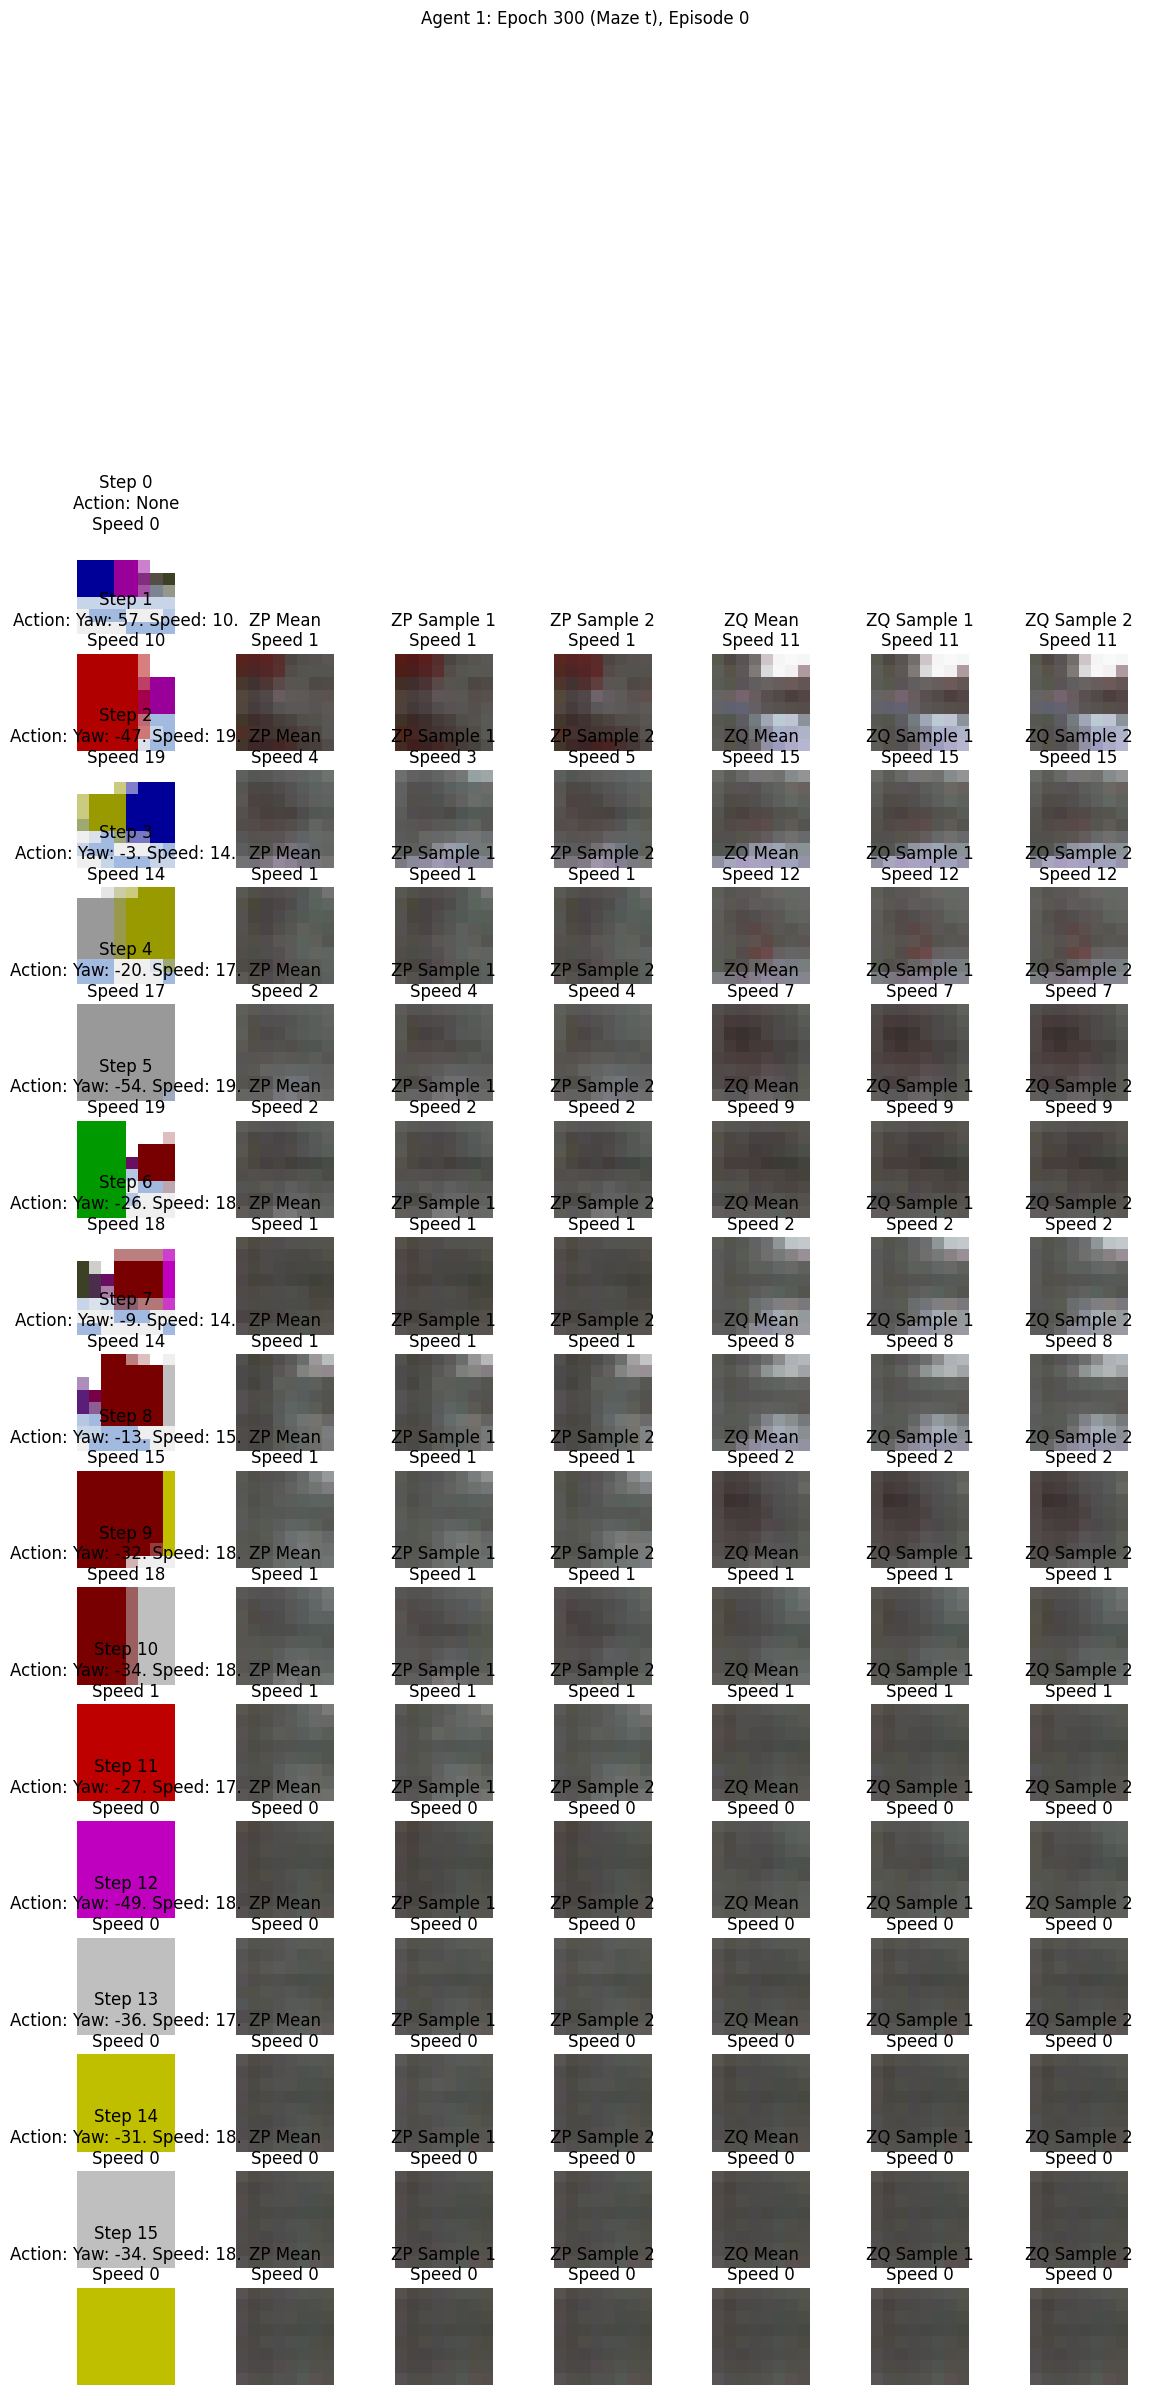 Agent 1: Epoch 300 (Maze t), Episode 0
Step 0
Action: None
Speed 0
Step 1
Action: Yaw: 57. Speed: 10. ZP Mean ZP Sample 1 ZP Sample 2 ZQ Mean ZQ Sample 1 ZQ Sample 2
Speed 10 Speed 1 Speed 1 Speed 1 Speed 11 Speed 11 Speed 11
Step 2
Action: Yaw: -47. Speed: 19. ZP Mean ZP Sample 1 ZP Sample 2 ZQ Mean ZQ Sample 1 ZQ Sample 2
Speed 19 Speed 4 Speed 3 Speed 5 Speed 15 Speed 15 Speed 15
Step 3
Action: Yaw: -3. Speed: 14. ZP Mean ZP Sample 1 ZP Sample 2 ZQ Mean ZQ Sample 1 ZQ Sample 2
Speed 14 Speed 1 Speed 1 Speed 1 Speed 12 Speed 12 Speed 12
Step 4
Action: Yaw: -20. Speed: 17. ZP Mean ZP Sample 1 ZP Sample 2 ZQ Mean ZQ Sample 1 ZQ Sample 2
Speed 17 Speed 2 Speed 4 Speed 4 Speed 7 Speed 7 Speed 7
Step 5
Action: Yaw: -54. Speed: 19. ZP Mean ZP Sample 1 ZP Sample 2 ZQ Mean ZQ Sample 1 ZQ Sample 2
Speed 19 Speed 2 Speed 2 Speed 2 Speed 9 Speed 9 Speed 9
Step 6
Action: Yaw: -26. Speed: 18. ZP Mean ZP Sample 1 ZP Sample 2 ZQ Mean ZQ Sample 1 ZQ Sample 2
Speed 18 Speed 1 Speed 1 Speed 1 Speed 2 Speed 2 Speed 2
Step 7
Action: Yaw: -9. Speed: 14. ZP Mean ZP Sample 1 ZP Sample 2 ZQ Mean ZQ Sample 1 ZQ Sample 2
Speed 14 Speed 1 Speed 1 Speed 1 Speed 8 Speed 8 Speed 8
Step 8
Action: Yaw: -13. Speed: 15. ZP Mean ZP Sample 1 ZP Sample 2 ZQ Mean ZQ Sample 1 ZQ Sample 2
Speed 15 Speed 1 Speed 1 Speed 1 Speed 2 Speed 2 Speed 2
Step 9
Action: Yaw: -32. Speed: 18. ZP Mean ZP Sample 1 ZP Sample 2 ZQ Mean ZQ Sample 1 ZQ Sample 2
Speed 18 Speed 1 Speed 1 Speed 1 Speed 1 Speed 1 Speed 1
Step 10
Action: Yaw: -34. Speed: 18. ZP Mean ZP Sample 1 ZP Sample 2 ZQ Mean ZQ Sample 1 ZQ Sample 2
Speed 1 Speed 1 Speed 1 Speed 1 Speed 1 Speed 1 Speed 1
Step 11
Action: Yaw: -27. Speed: 17. ZP Mean ZP Sample 1 ZP Sample 2 ZQ Mean ZQ Sample 1 ZQ Sample 2
Speed 0 Speed 0 Speed 0 Speed 0 Speed 0 Speed 0 Speed 0
Step 12
Action: Yaw: -49. Speed: 18. ZP Mean ZP Sample 1 ZP Sample 2 ZQ Mean ZQ Sample 1 ZQ Sample 2
Speed 0 Speed 0 Speed 0 Speed 0 Speed 0 Speed 0 Speed 0
Step 13
Action: Yaw: -36. Speed: 17. ZP Mean ZP Sample 1 ZP Sample 2 ZQ Mean ZQ Sample 1 ZQ Sample 2
Speed 0 Speed 0 Speed 0 Speed 0 Speed 0 Speed 0 Speed 0
Step 14
Action: Yaw: -31. Speed: 18. ZP Mean ZP Sample 1 ZP Sample 2 ZQ Mean ZQ Sample 1 ZQ Sample 2
Speed 0 Speed 0 Speed 0 Speed 0 Speed 0 Speed 0 Speed 0
Step 15
Action: Yaw: -34. Speed: 18. ZP Mean ZP Sample 1 ZP Sample 2 ZQ Mean ZQ Sample 1 ZQ Sample 2
Speed 0 Speed 0 Speed 0 Speed 0 Speed 0 Speed 0 Speed 0